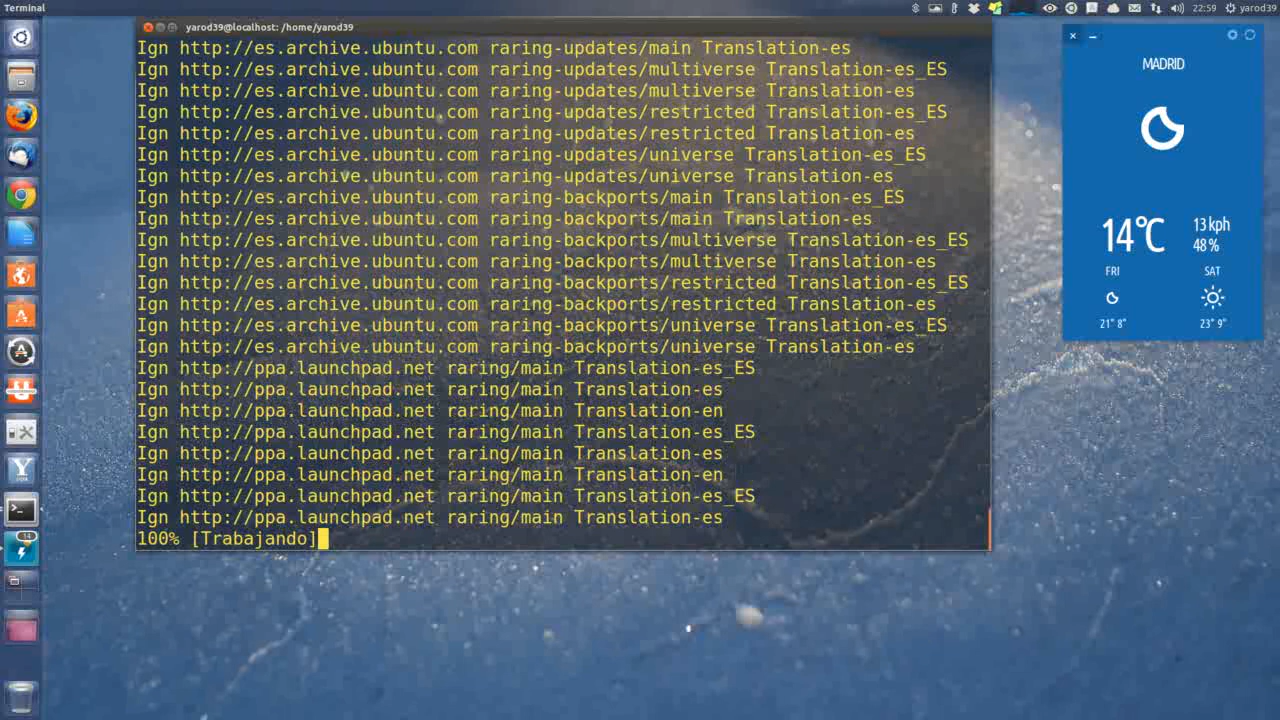 Terminal
22:59
yarod39
yarod39@localhost: /home/yarod39
Ign http://es.archive.ubuntu.com raring-updates/main Translation-es
Ign http://es.archive.ubuntu.com raring-updates/multiverse Translation-es_ES
Ign http://es.archive.ubuntu.com raring-updates/multiverse Translation-es
Ign http://es.archive.ubuntu.com raring-updates/restricted Translation-es_ES
Ign http://es.archive.ubuntu.com raring-updates/restricted Translation-es
Ign http://es.archive.ubuntu.com raring-updates/universe Translation-es_ES
Ign http://es.archive.ubuntu.com raring-updates/universe Translation-es
Ign http://es.archive.ubuntu.com raring-backports/main Translation-es_ES
Ign http://es.archive.ubuntu.com raring-backports/main Translation-es
Ign http://es.archive.ubuntu.com raring-backports/multiverse Translation-es_ES
Ign http://es.archive.ubuntu.com raring-backports/multiverse Translation-es
Ign http://es.archive.ubuntu.com raring-backports/restricted Translation-es_ES
Ign http://es.archive.ubuntu.com raring-backports/restricted Translation-es
Ign http://es.archive.ubuntu.com raring-backports/universe Translation-es_ES
Ign http://es.archive.ubuntu.com raring-backports/universe Translation-es
Ign http://ppa.launchpad.net raring/main Translation-es_ES
Ign http://ppa.launchpad.net raring/main Translation-es
Ign http://ppa.launchpad.net raring/main Translation-en
Ign http://ppa.launchpad.net raring/main Translation-es_ES
Ign http://ppa.launchpad.net raring/main Translation-es
Ign http://ppa.launchpad.net raring/main Translation-en
Ign http://ppa.launchpad.net raring/main Translation-es_ES
Ign http://ppa.launchpad.net raring/main Translation-es
100% [Trabajando]
MADRID
14°C
13 kph
48 %
FRI
SAT
21° 8°
23° 9°
14